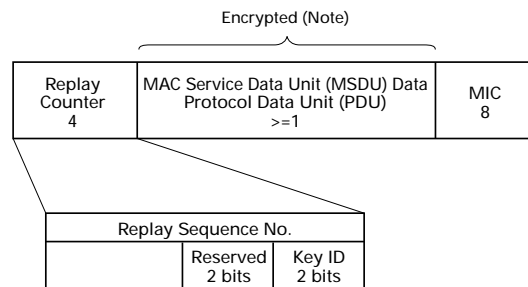 Encrypted (Note)
Replay
Counter
4
MAC Service Data Unit (MSDU) Data
Protocol Data Unit (PDU)
>=1
MIC
8
Replay Sequence No.
Reserved
2 bits
Key ID
2 bits